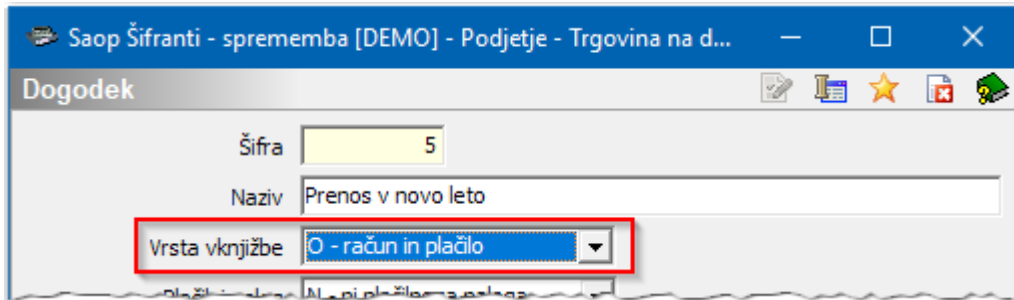 Saop Šifranti - sprememba [DEMO] - Podjetje - Trgovina na d...
Dogodek
Šifra 5
Naziv Prenos v novo leto
Vrsta vknjižbe O - račun in plačilo
N - ni